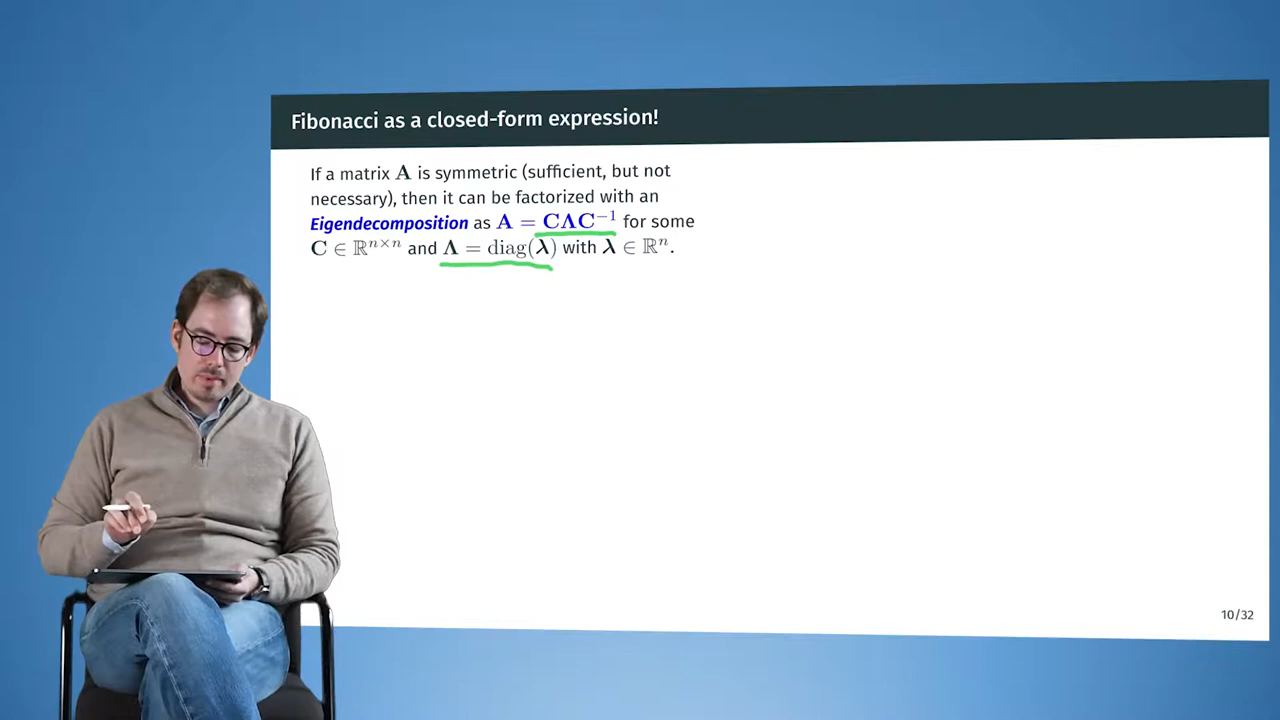 Fibonacci as a closed-form expression!
If a matrix A is symmetric (sufficient, but not
necessary), then it can be factorized with an
Eigendecomposition as A = CΛC⁻¹ for some
C ∈ ℝⁿˣⁿ and Λ = diag(λ) with λ ∈ ℝⁿ.
10/32